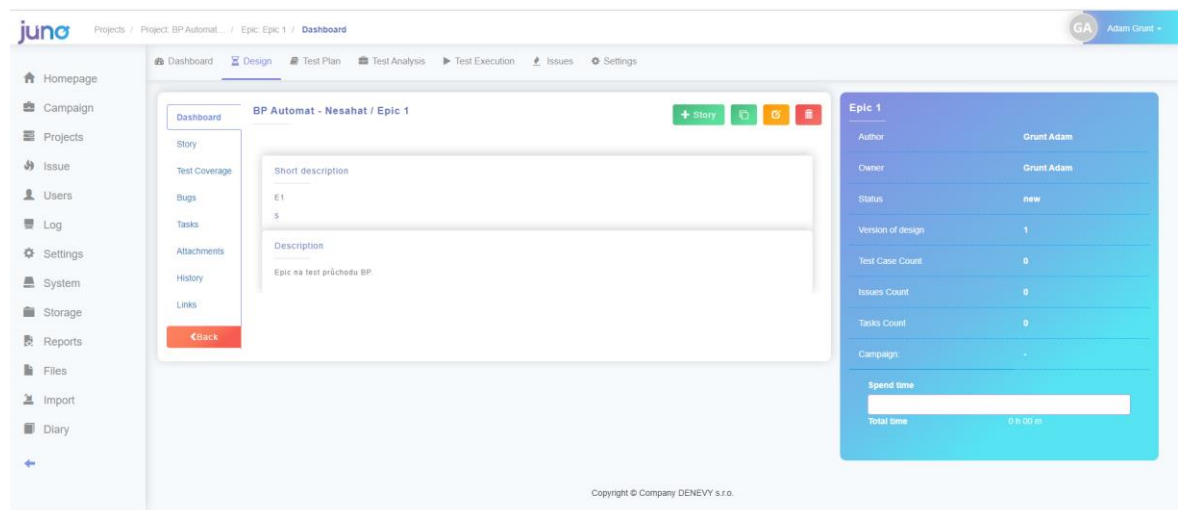 juno
Projects / Project: BP Automat... / Epic: Epic 1 / Dashboard
GA
Adam Grunt
Dashboard Design Test Plan Test Analysis Test Execution Issues Settings
Homepage
Campaign
Projects
Issue
Users
Log
Settings
System
Storage
Reports
Files
Import
Diary
Dashboard
Story
Test Coverage
Bugs
Tasks
Attachments
History
Links
Back
BP Automat - Nesahat / Epic 1
+ Story
Short description
E1
s
Description
Epic na test průchodu BP.
Epic 1
Author Grunt Adam
Owner Grunt Adam
Status new
Version of design 1
Test Case Count 0
Issues Count 0
Tasks Count 0
Campaign: -
Spend time
Total time 0 h 00 m
Copyright © Company DENEVY s.r.o.